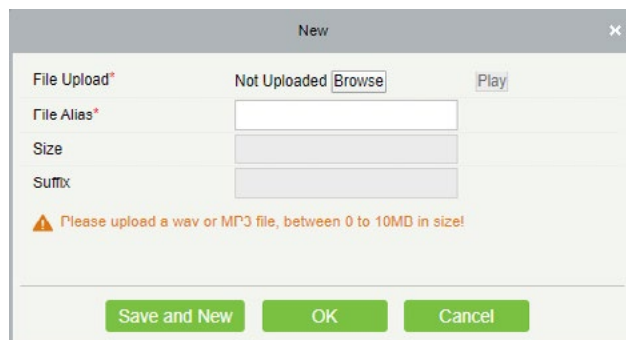 New ×
File Upload* Not Uploaded Browse Play
File Alias*
Size
Suffix
Please upload a wav or MP3 file, between 0 to 10MB in size!
Save and New OK Cancel